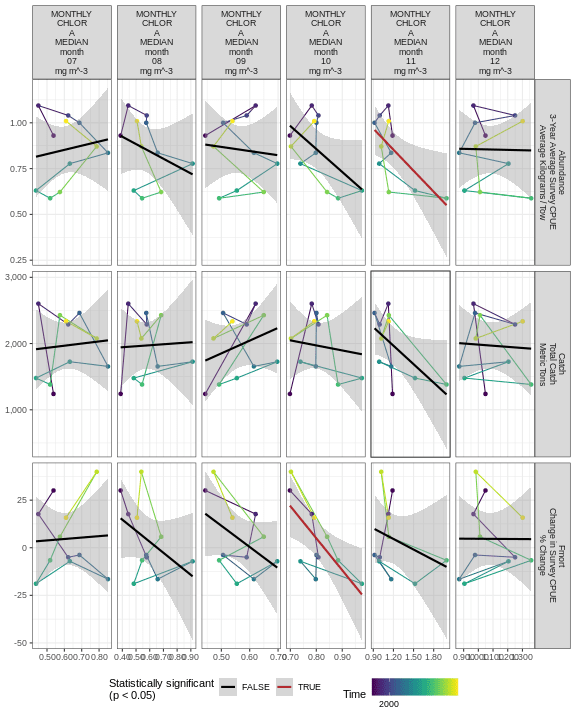 MONTHLY
CHLOR
A
MEDIAN
month
07
mg m^-3
MONTHLY
CHLOR
A
MEDIAN
month
08
mg m^-3
MONTHLY
CHLOR
A
MEDIAN
month
09
mg m^-3
MONTHLY
CHLOR
A
MEDIAN
month
10
mg m^-3
MONTHLY
CHLOR
A
MEDIAN
month
11
mg m^-3
MONTHLY
CHLOR
A
MEDIAN
month
12
mg m^-3
1.00
0.75
0.50
0.25
Abundance
3-Year Average Survey CPUE
Average Kilograms / Tow
3,000
2,000
1,000
Catch
Total Catch
Metric Tons
25
0
-25
-50
Fmort
Change in Survey CPUE
% Change
0.500 0.600 0.70 0.80
0.40 0.50 0.60 0.70 0.80 0.90
0.50 0.60 0.70
0.70 0.80 0.90
0.90 1.20 1.50 1.80
0.90 1.00 1.10 1.20 1.300
Statistically significant
(p < 0.05)
FALSE TRUE
Time
2000